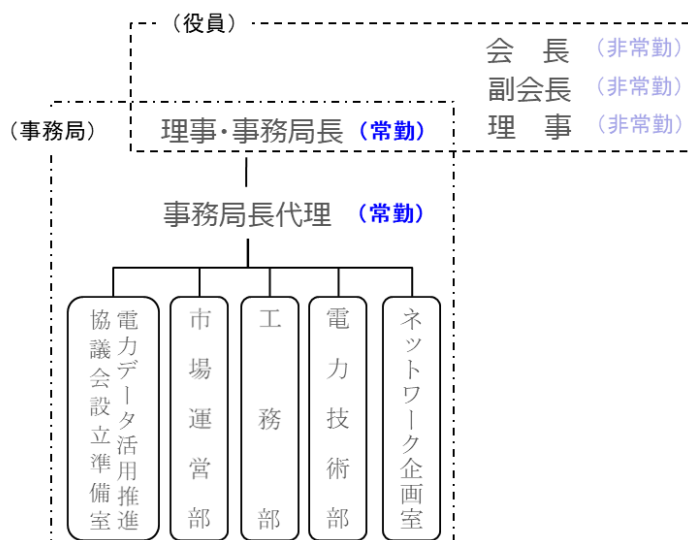 （役員）
会　長　（非常勤）
副会長　（非常勤）
理　事　（非常勤）
（事務局）
理事・事務局長　（常勤）
事務局長代理　（常勤）
電力データ活用推進
協議会設立準備室
市場運営部
工務部
電力技術部
ネットワーク企画室